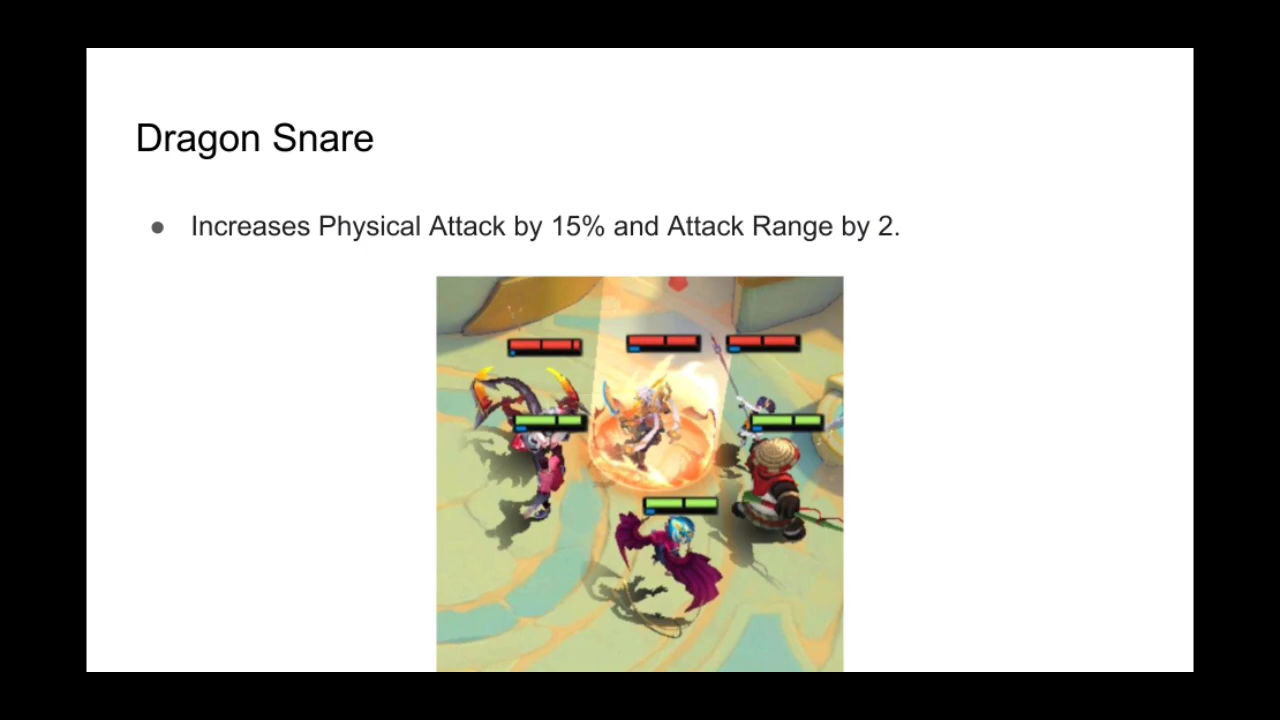 Dragon Snare
● Increases Physical Attack by 15% and Attack Range by 2.